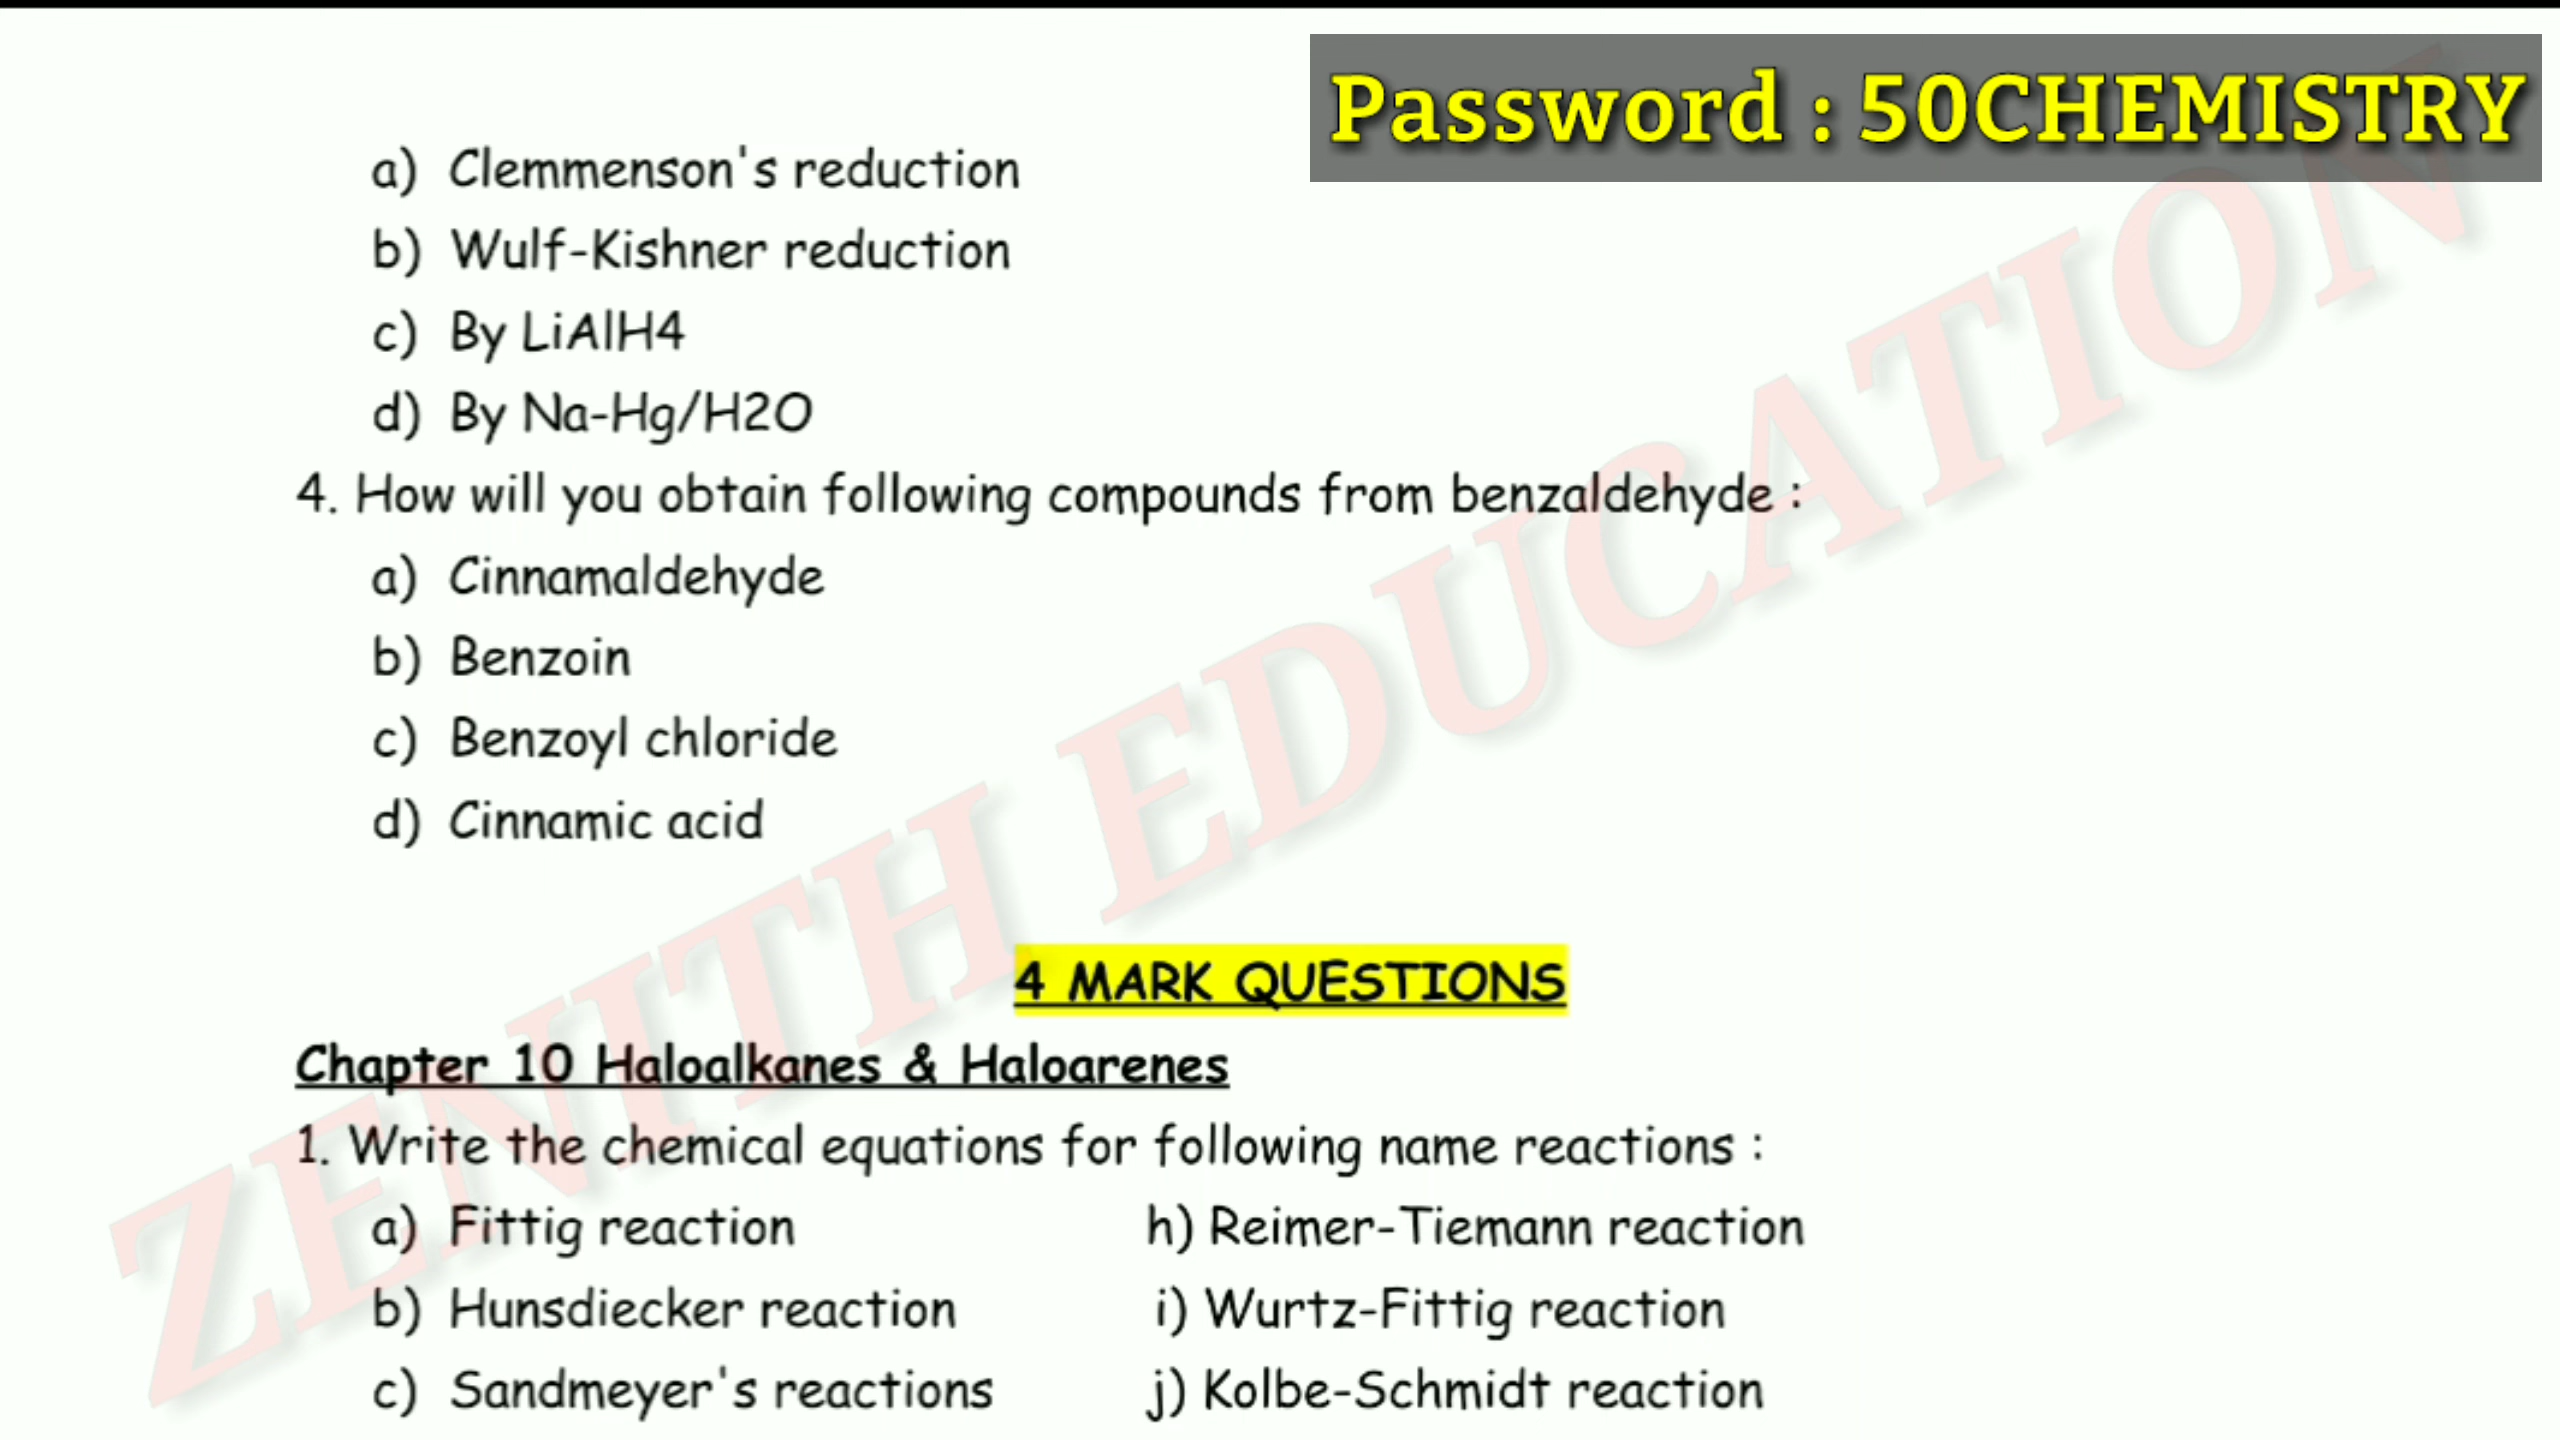 Password : 50CHEMISTRY
a) Clemmenson's reduction
b) Wulf-Kishner reduction
c) By LiAlH4
d) By Na-Hg/H2O
4. How will you obtain following compounds from benzaldehyde :
a) Cinnamaldehyde
b) Benzoin
c) Benzoyl chloride
d) Cinnamic acid
4 MARK QUESTIONS
Chapter 10 Haloalkanes & Haloarenes
1. Write the chemical equations for following name reactions :
a) Fittig reaction h) Reimer-Tiemann reaction
b) Hunsdiecker reaction i) Wurtz-Fittig reaction
c) Sandmeyer's reactions j) Kolbe-Schmidt reaction
ZENITH EDUCATION